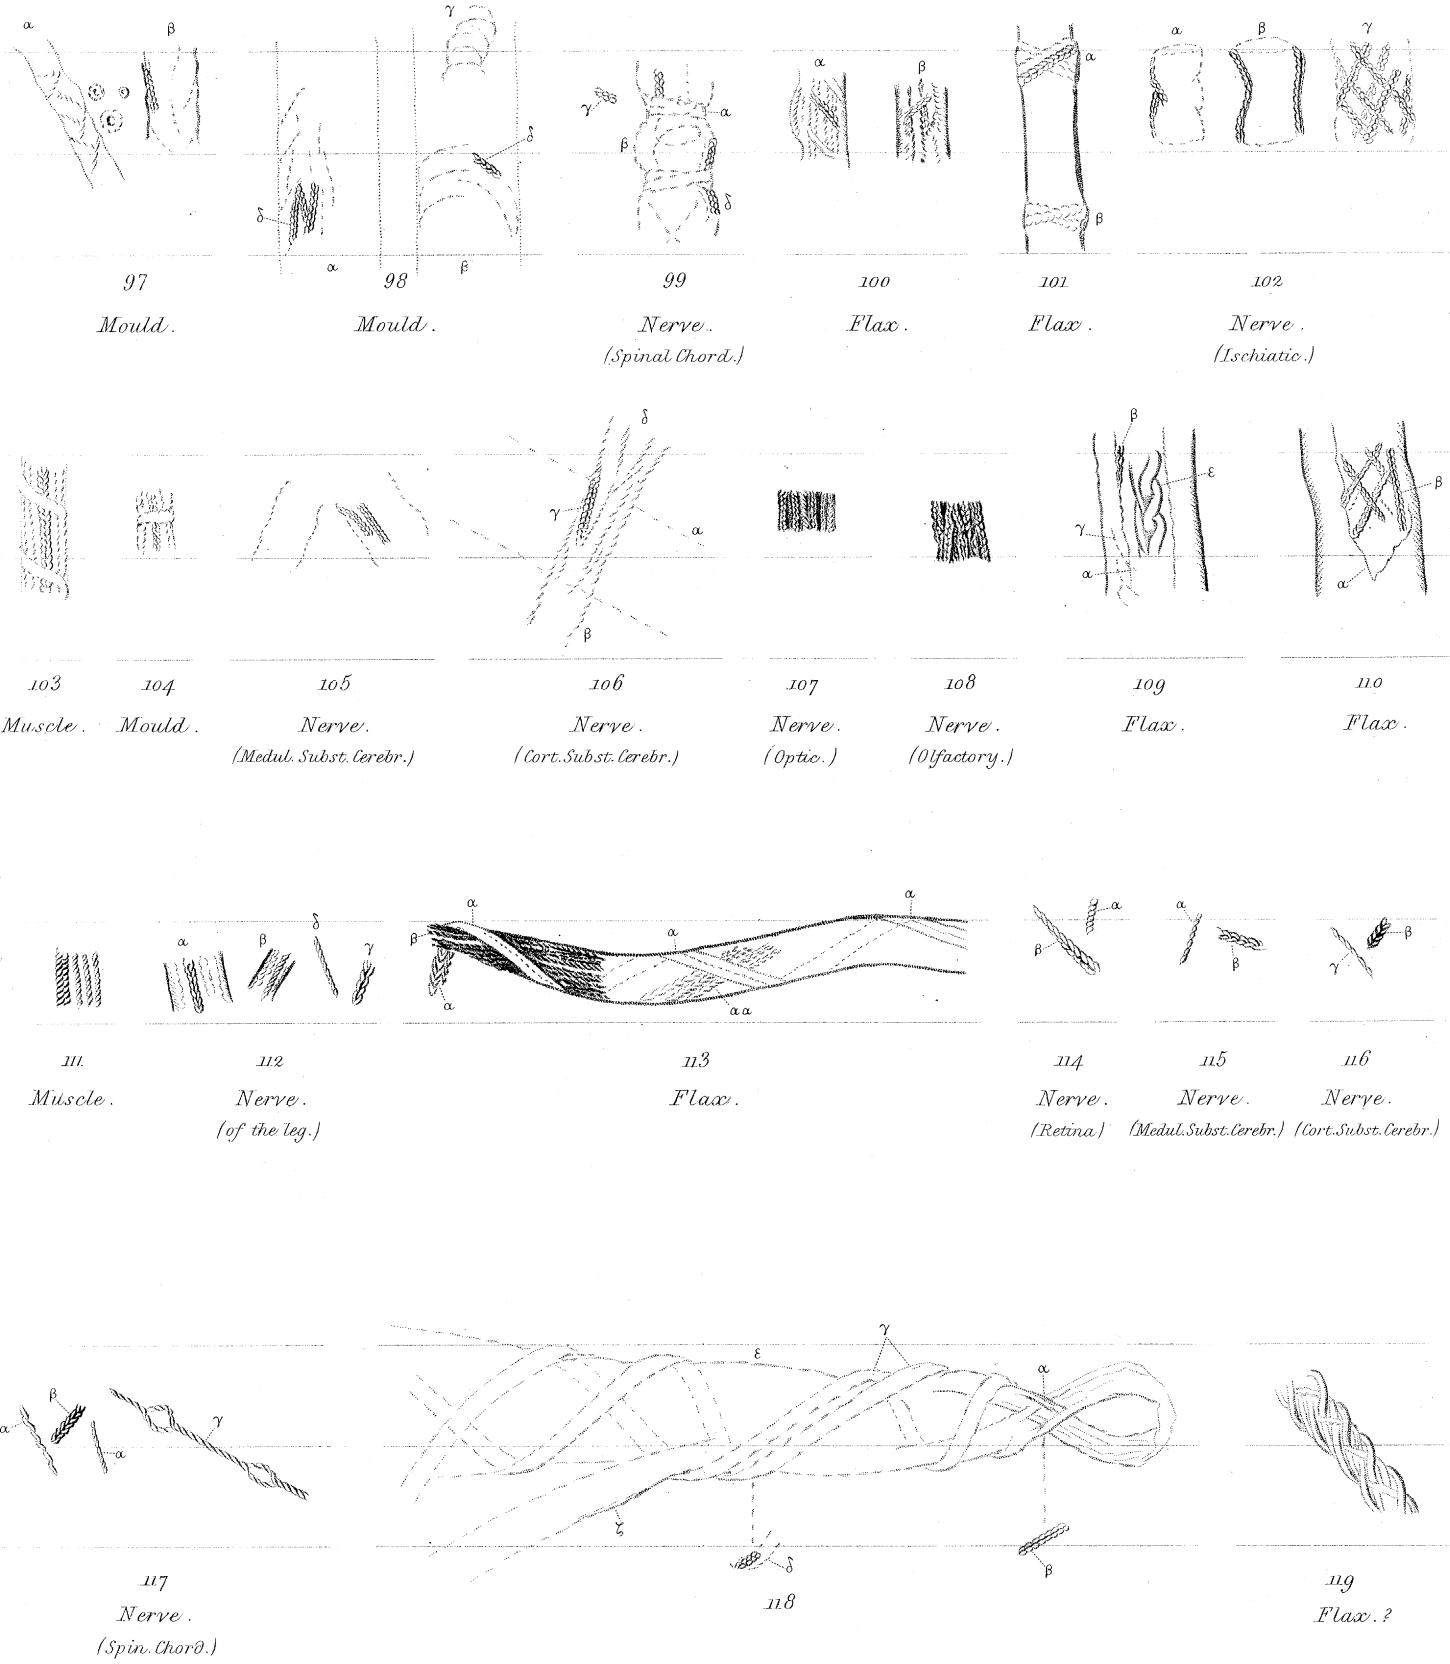 α β γ δ δ α β
97
Mould.
98
Mould.
γ α β δ
99
Nerve.
(Spinal Chord.)
α β
100
Flax.
α β
101
Flax.
α β γ
102
Nerve.
(Ischiatic.)
103
Muscle.
104
Mould.
105
Nerve.
(Medul. Subst. Cerebr.)
δ γ α β
106
Nerve.
(Cort. Subst. Cerebr.)
107
Nerve.
(Optic.)
108
Nerve.
(Olfactory.)
β ε γ α
109
Flax.
β α
110
Flax.
111
Muscle.
α β δ γ
112
Nerve.
(of the leg.)
α β α α α αα
113
Flax.
α β
114
Nerve.
(Retina)
α β
115
Nerve.
(Medul. Subst. Cerebr.)
β γ
116
Nerve.
(Cort. Subst. Cerebr.)
α β α γ
117
Nerve.
(Spin. Chord.)
ε γ α ζ δ β
118
119
Flax.?